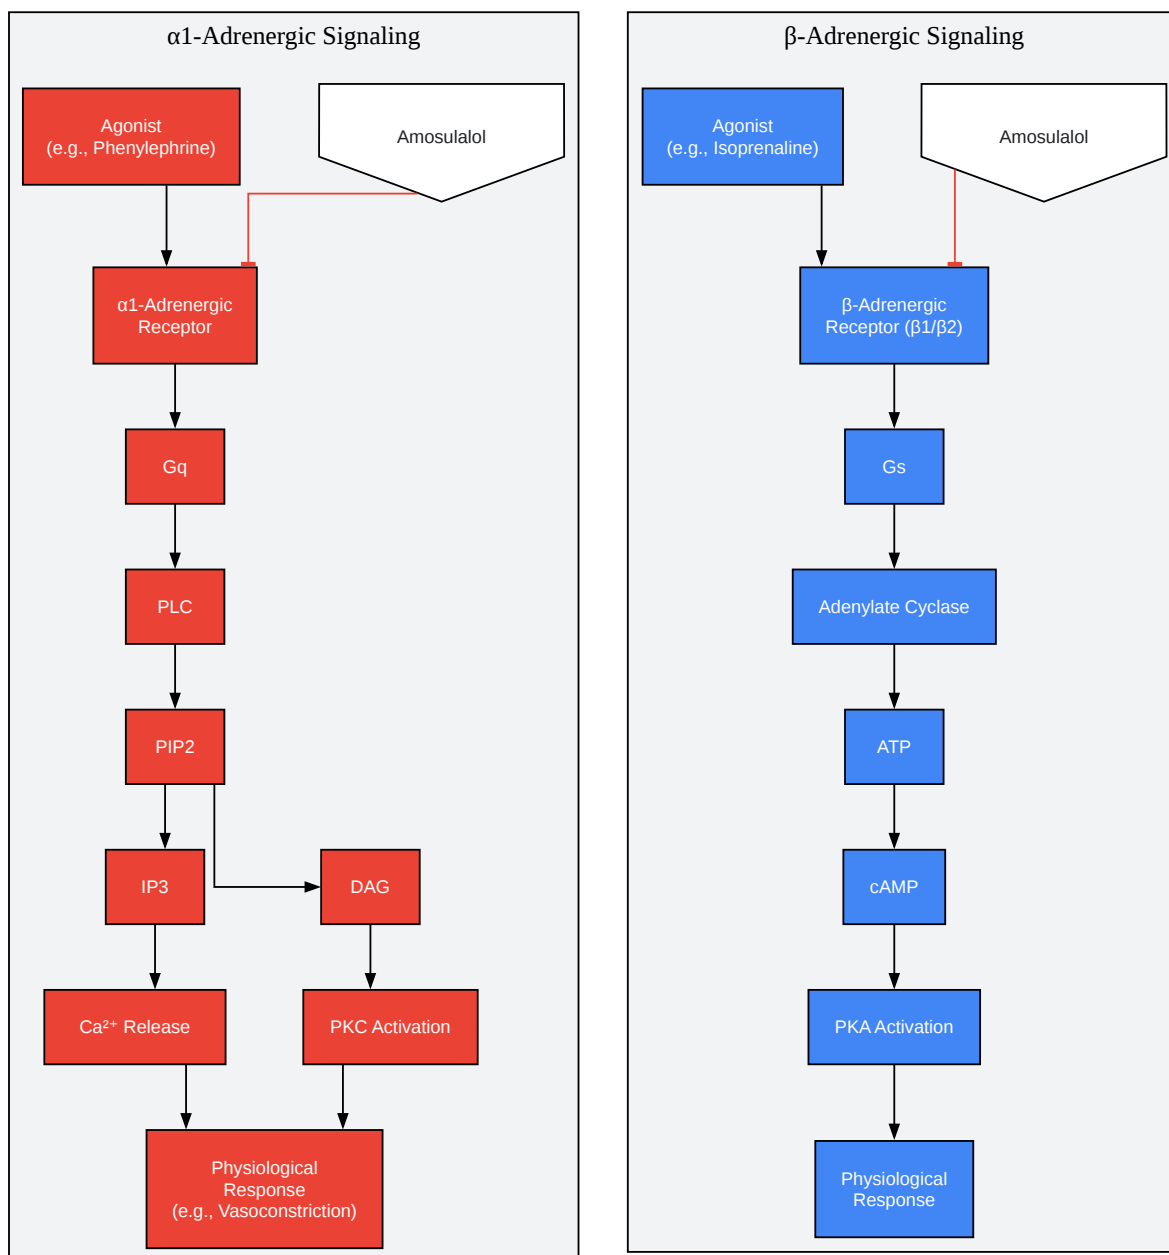 α1-Adrenergic Signaling
Agonist
(e.g., Phenylephrine)
Amosulalol
α1-Adrenergic
Receptor
Gq
PLC
PIP2
IP3
DAG
Ca²⁺ Release
PKC Activation
Physiological
Response
(e.g., Vasoconstriction)
β-Adrenergic Signaling
Agonist
(e.g., Isoprenaline)
Amosulalol
β-Adrenergic
Receptor (β1/β2)
Gs
Adenylate Cyclase
ATP
cAMP
PKA Activation
Physiological
Response